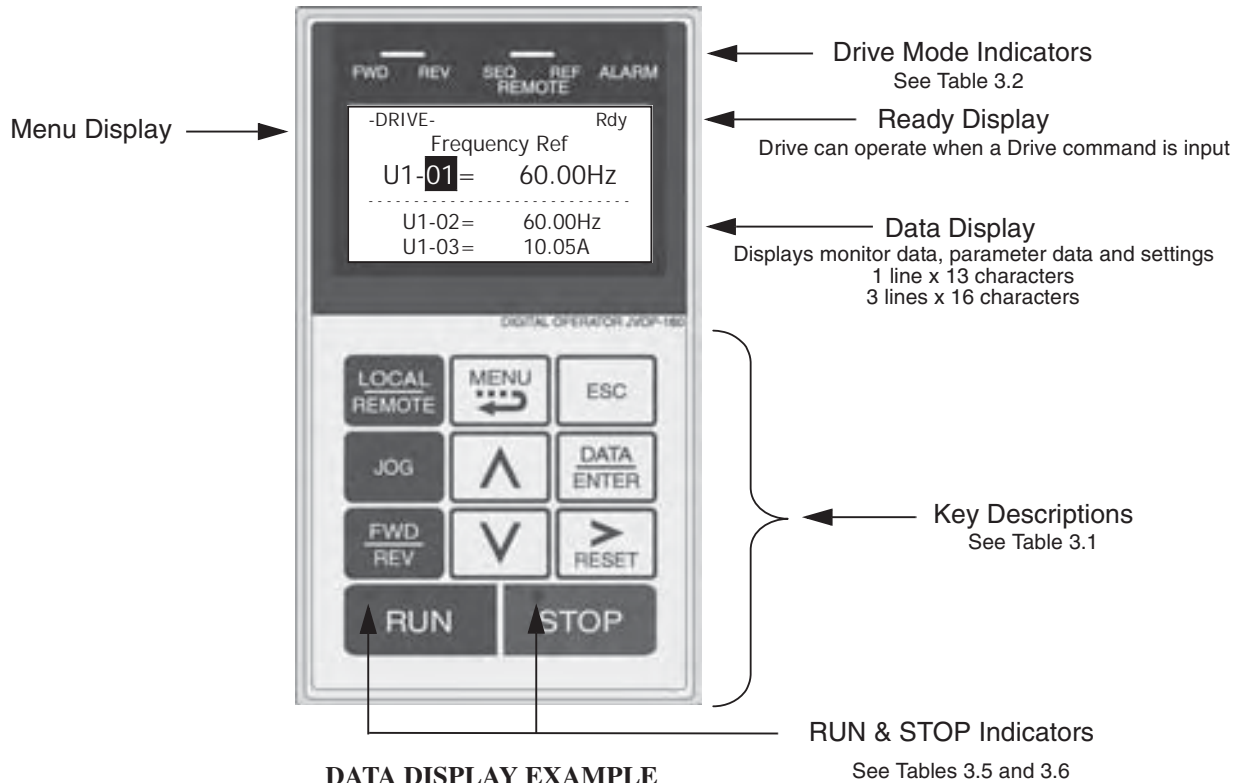 Drive Mode Indicators
See Table 3.2
FWD REV SEQ REF ALARM
REMOTE
Menu Display
-DRIVE- Rdy
Frequency Ref
U1-01= 60.00Hz
U1-02= 60.00Hz
U1-03= 10.05A
Ready Display
Drive can operate when a Drive command is input
Data Display
Displays monitor data, parameter data and settings
1 line x 13 characters
3 lines x 16 characters
DIGITAL OPERATOR JVOP-160
LOCAL
REMOTE
MENU
ESC
JOG
DATA
ENTER
FWD
REV
RESET
RUN STOP
Key Descriptions
See Table 3.1
RUN & STOP Indicators
See Tables 3.5 and 3.6
DATA DISPLAY EXAMPLE